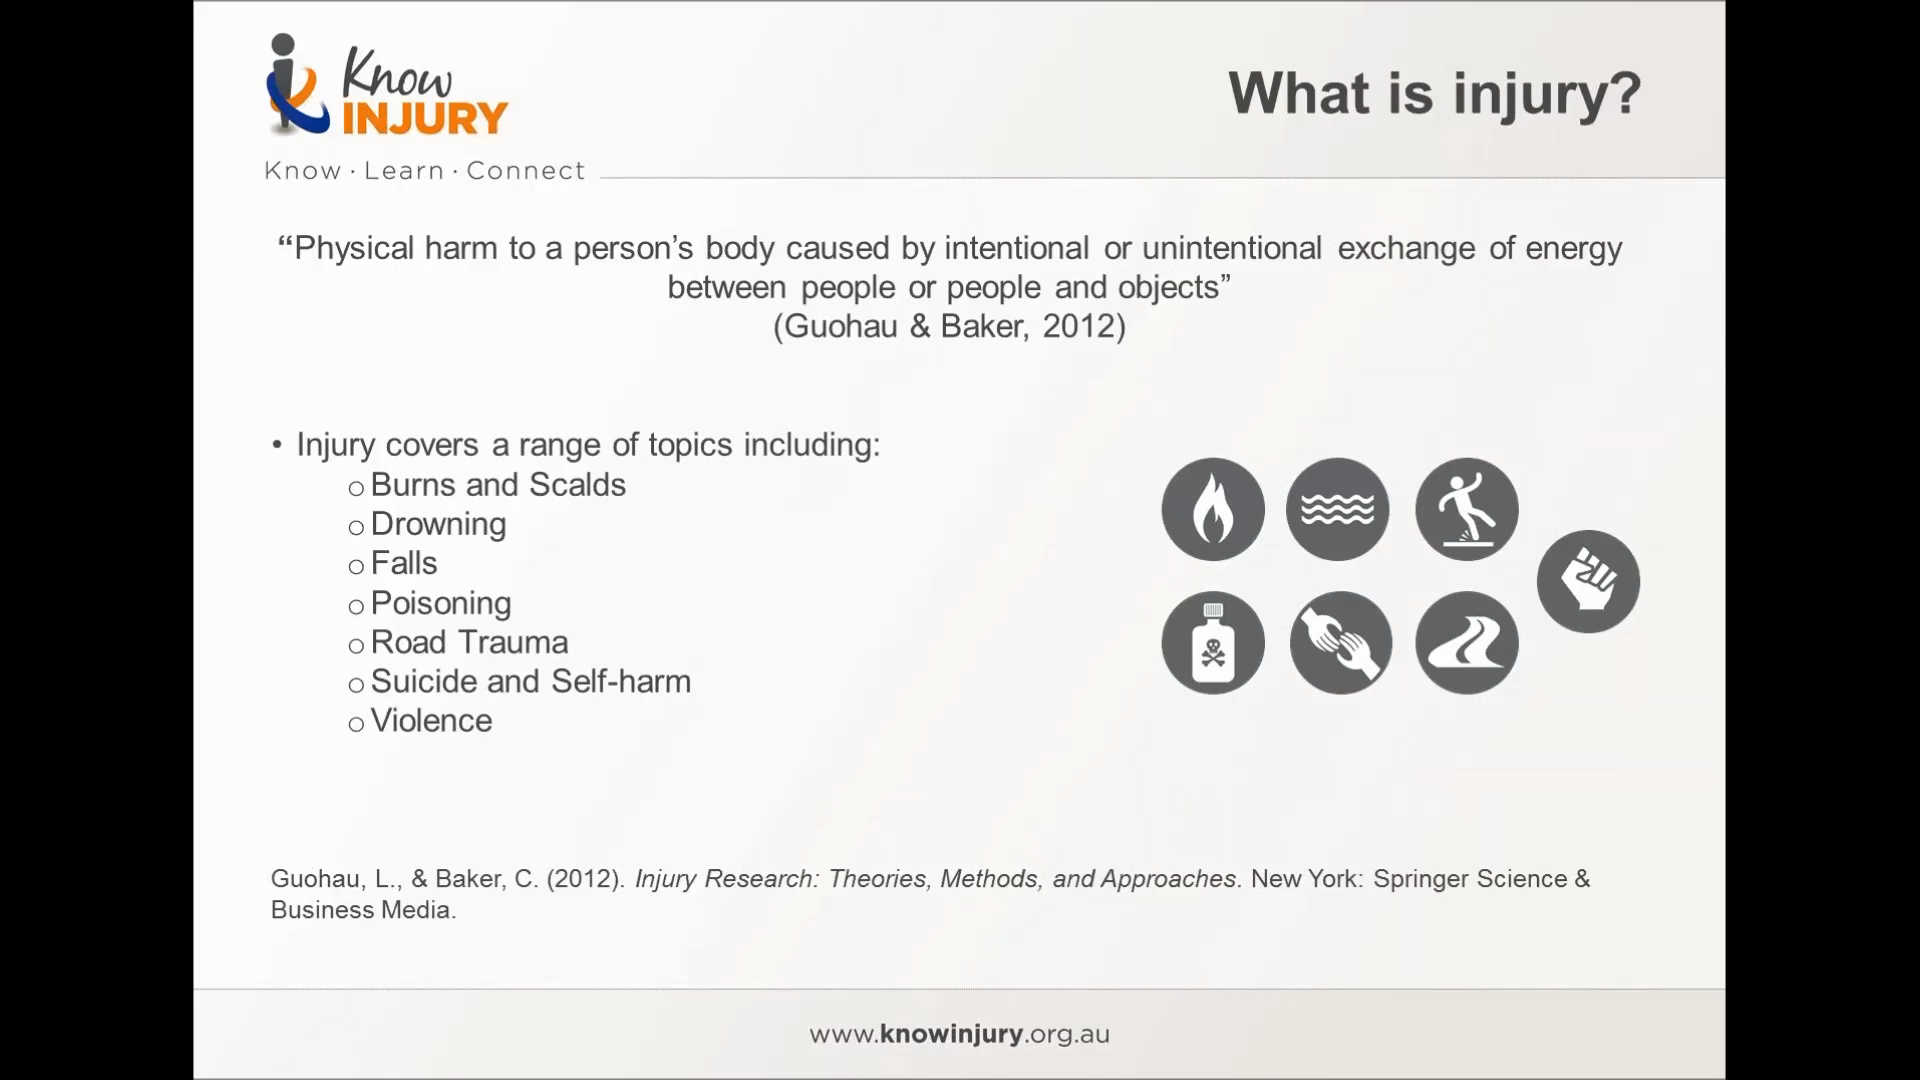 Know
INJURY
Know · Learn · Connect
What is injury?
“Physical harm to a person’s body caused by intentional or unintentional exchange of energy
between people or people and objects”
(Guohau & Baker, 2012)
• Injury covers a range of topics including:
o Burns and Scalds
o Drowning
o Falls
o Poisoning
o Road Trauma
o Suicide and Self-harm
o Violence
Guohau, L., & Baker, C. (2012). Injury Research: Theories, Methods, and Approaches. New York: Springer Science &
Business Media.
www.knowinjury.org.au